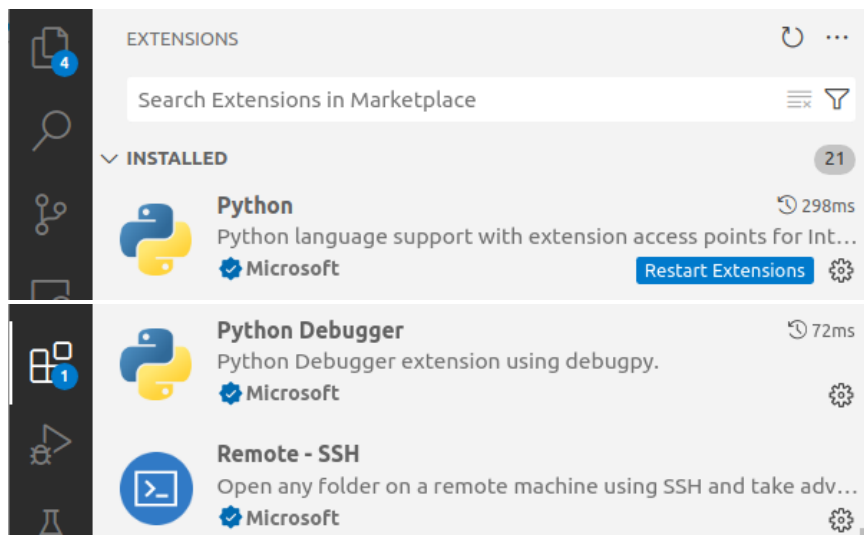 4
EXTENSIONS
Search Extensions in Marketplace
INSTALLED 21
Python 298ms
Python language support with extension access points for Int...
Microsoft Restart Extensions
1
Python Debugger 72ms
Python Debugger extension using debugpy.
Microsoft
Remote - SSH
Open any folder on a remote machine using SSH and take adv...
Microsoft